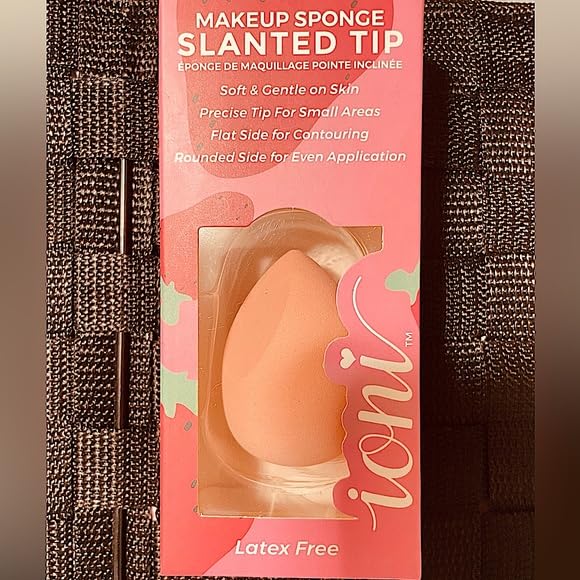 MAKEUP SPONGE
SLANTED TIP
ÉPONGE DE MAQUILLAGE POINTE INCLINÉE
Soft & Gentle on Skin
Precise Tip For Small Areas
Flat Side for Contouring
Rounded Side for Even Application
ioni™
Latex Free